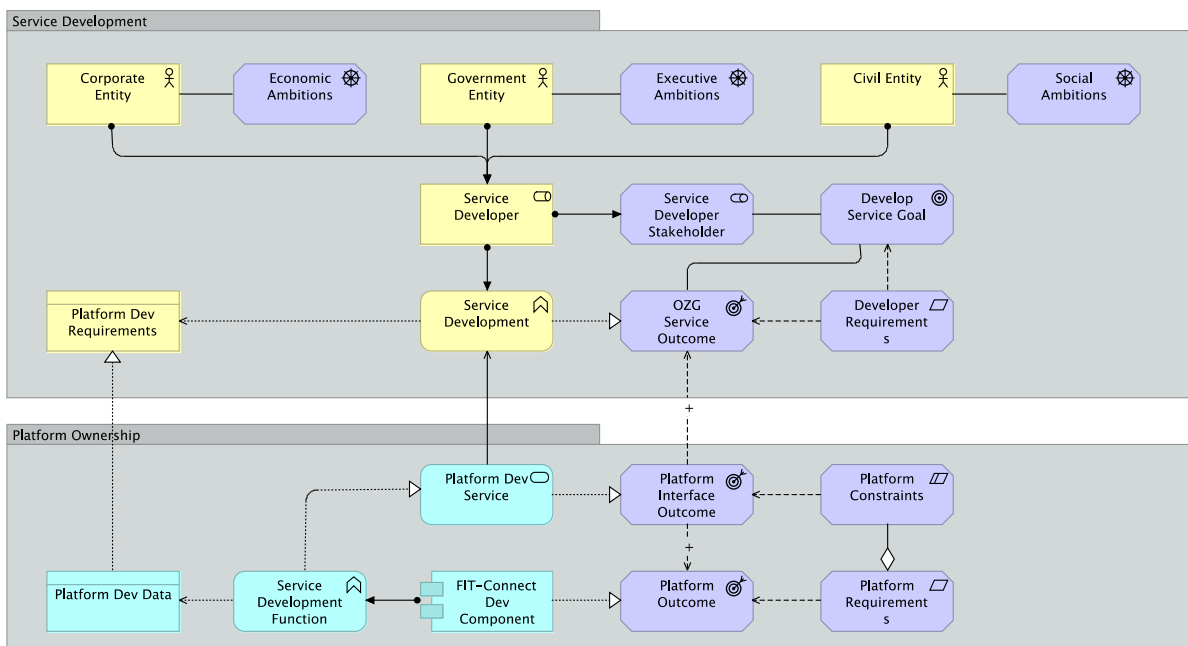 Service Development
Corporate
Entity
Economic
Ambitions
Government
Entity
Executive
Ambitions
Civil Entity
Social
Ambitions
Service
Developer
Service
Developer
Stakeholder
Develop
Service Goal
Platform Dev
Requirements
Service
Development
OZG
Service
Outcome
Developer
Requirement
s
+
Platform Ownership
Platform Dev
Service
Platform
Interface
Outcome
Platform
Constraints
+
Platform Dev Data
Service
Development
Function
FIT-Connect
Dev
Component
Platform
Outcome
Platform
Requirement
s